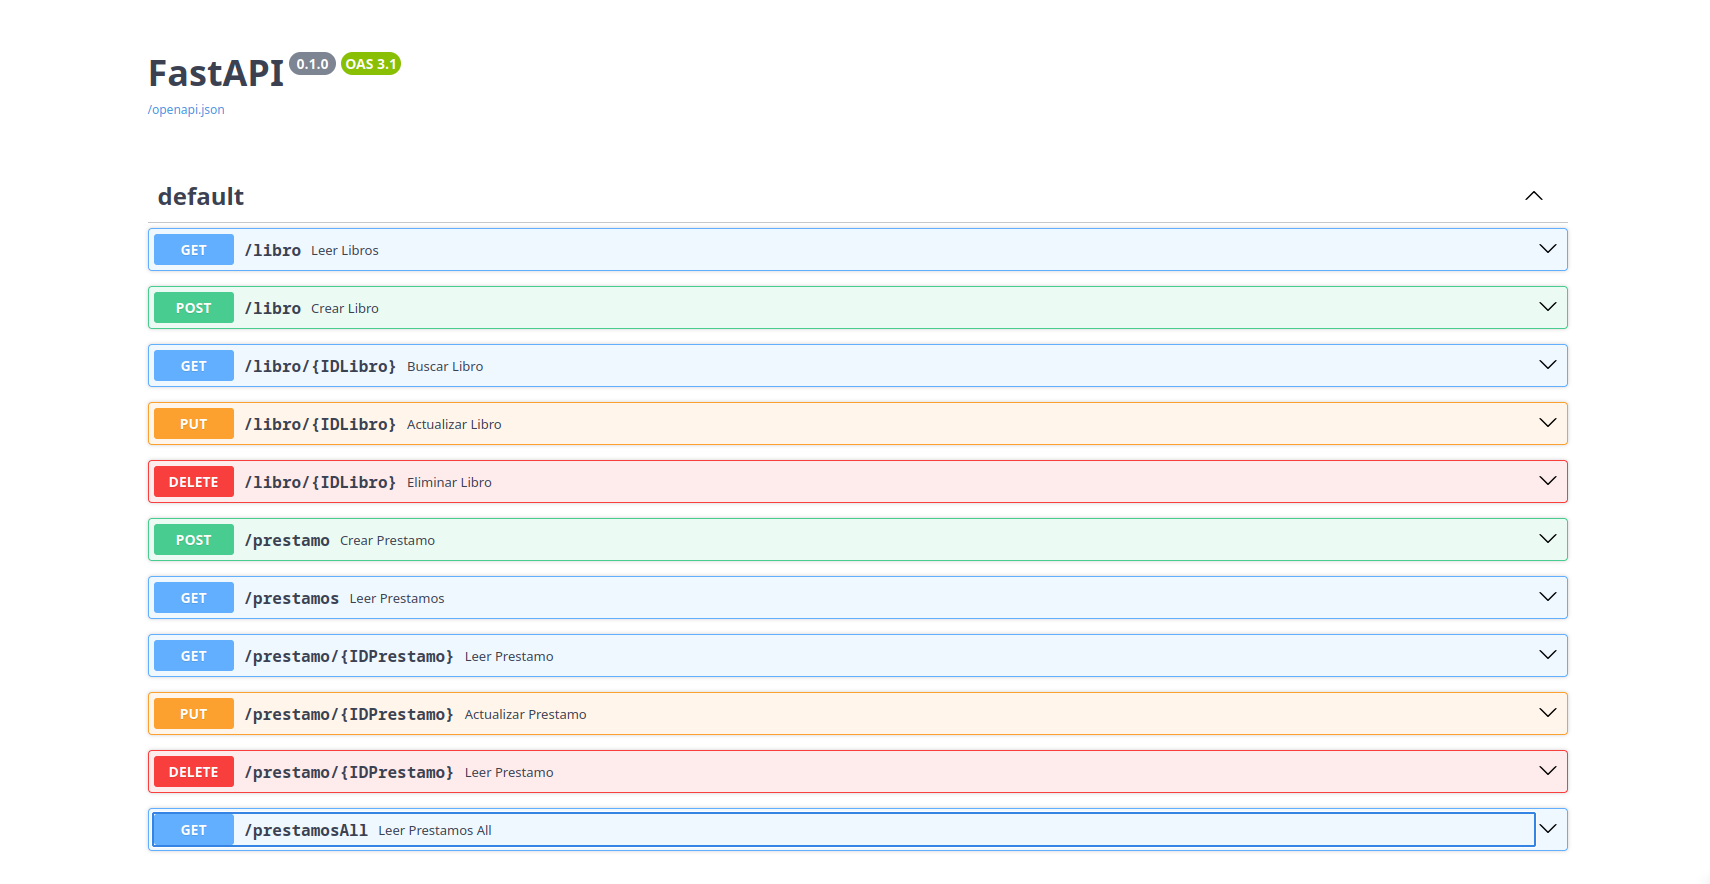 FastAPI 0.1.0 OAS 3.1
/openapi.json
default
GET /libro Leer Libros
POST /libro Crear Libro
GET /libro/{IDLibro} Buscar Libro
PUT /libro/{IDLibro} Actualizar Libro
DELETE /libro/{IDLibro} Eliminar Libro
POST /prestamo Crear Prestamo
GET /prestamos Leer Prestamos
GET /prestamo/{IDPrestamo} Leer Prestamo
PUT /prestamo/{IDPrestamo} Actualizar Prestamo
DELETE /prestamo/{IDPrestamo} Leer Prestamo
GET /prestamosAll Leer Prestamos All